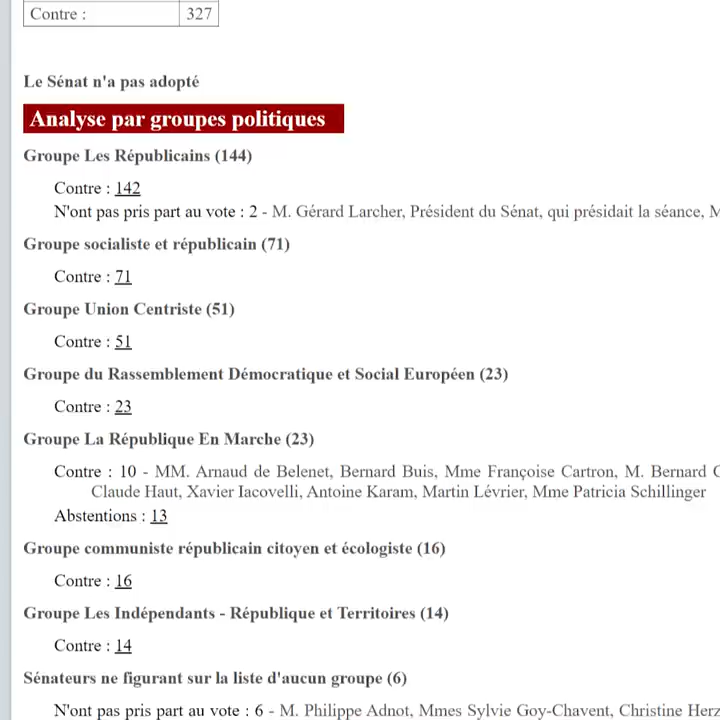 Contre : 327
Le Sénat n'a pas adopté
Analyse par groupes politiques
Groupe Les Républicains (144)
Contre : 142
N'ont pas pris part au vote : 2 - M. Gérard Larcher, Président du Sénat, qui présidait la séance,
Groupe socialiste et républicain (71)
Contre : 71
Groupe Union Centriste (51)
Contre : 51
Groupe du Rassemblement Démocratique et Social Européen (23)
Contre : 23
Groupe La République En Marche (23)
Contre : 10 - MM. Arnaud de Belenet, Bernard Buis, Mme Françoise Cartron, M. Bernard
Claude Haut, Xavier Iacovelli, Antoine Karam, Martin Lévrier, Mme Patricia Schillinger
Abstentions : 13
Groupe communiste républicain citoyen et écologiste (16)
Contre : 16
Groupe Les Indépendants - République et Territoires (14)
Contre : 14
Sénateurs ne figurant sur la liste d'aucun groupe (6)
N'ont pas pris part au vote : 6 - M. Philippe Adnot, Mmes Sylvie Goy-Chavent, Christine